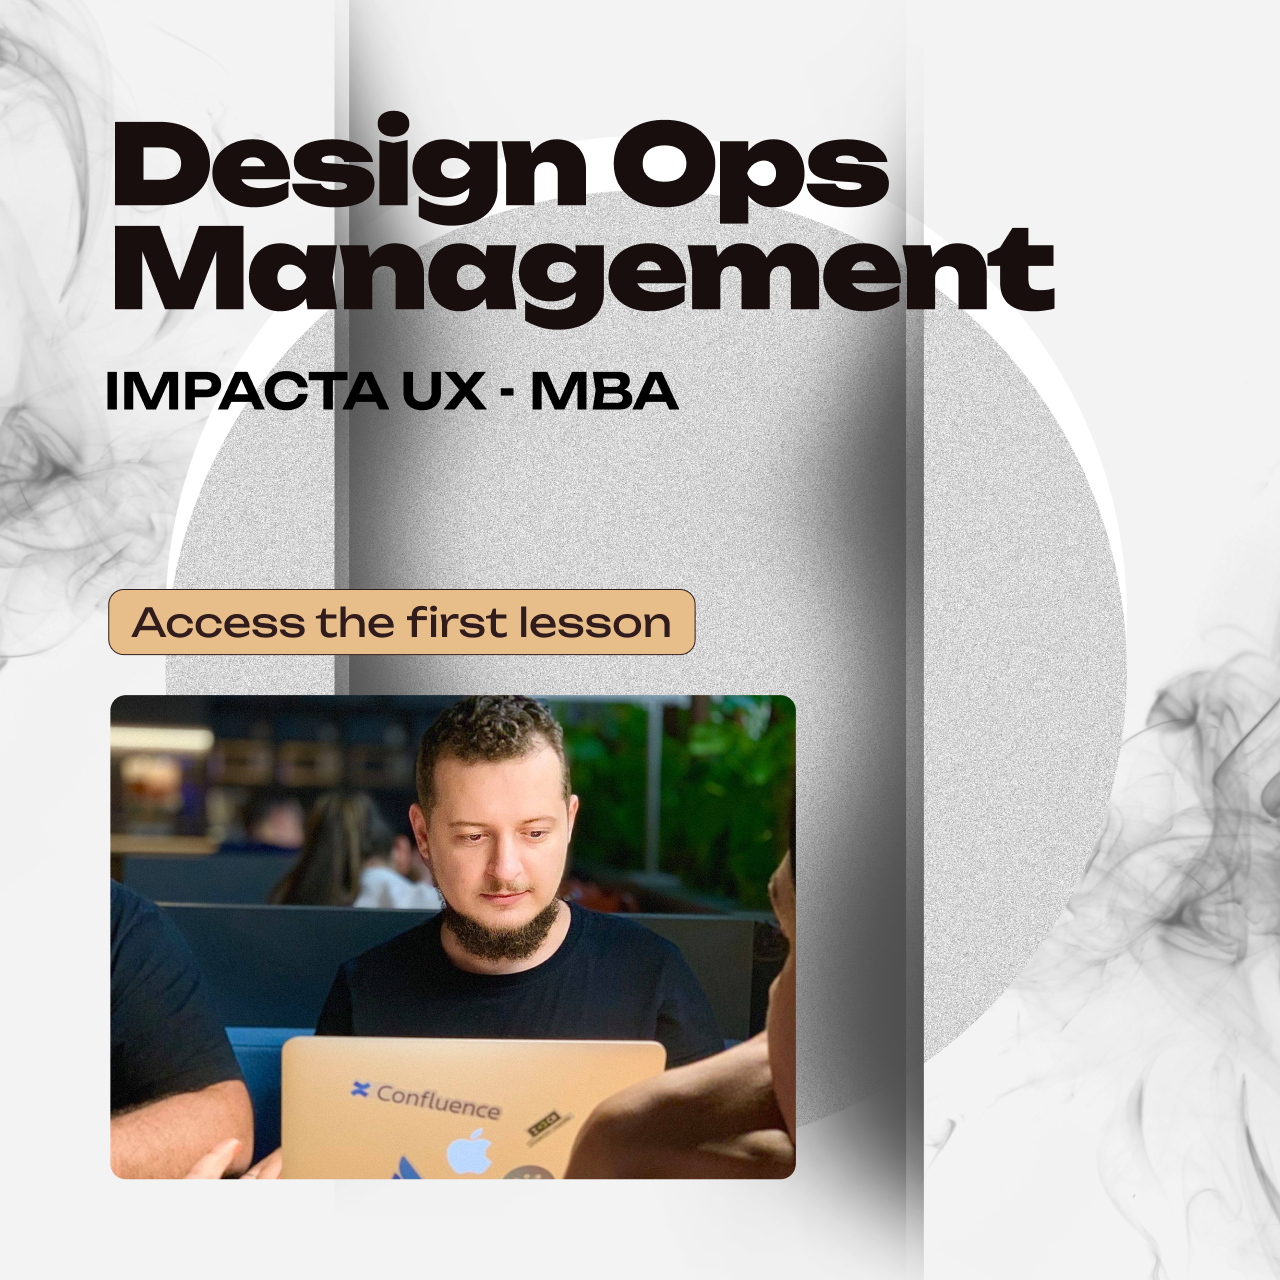 Design Ops
Management
IMPACTA UX - MBA
Access the first lesson
Confluence